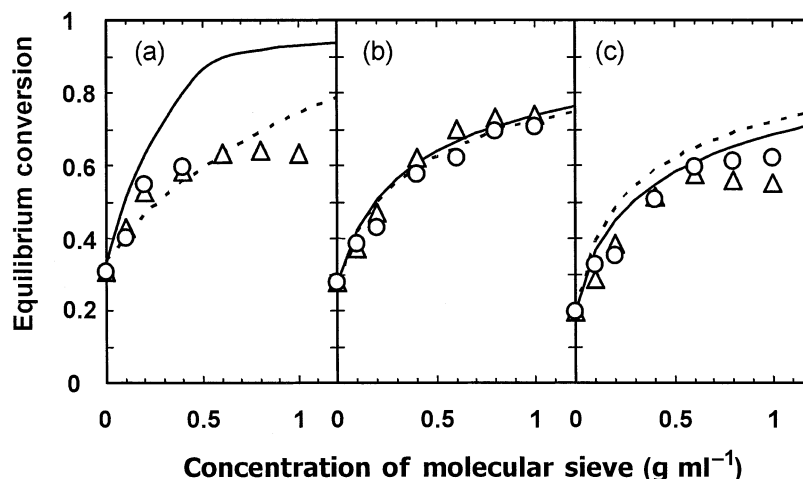 1
(a)
(b)
(c)
0.8
0.6
0.4
0.2
0
0 0.5 1 0 0.5 1 0 0.5 1
Equilibrium conversion
Concentration of molecular sieve (g ml⁻¹)